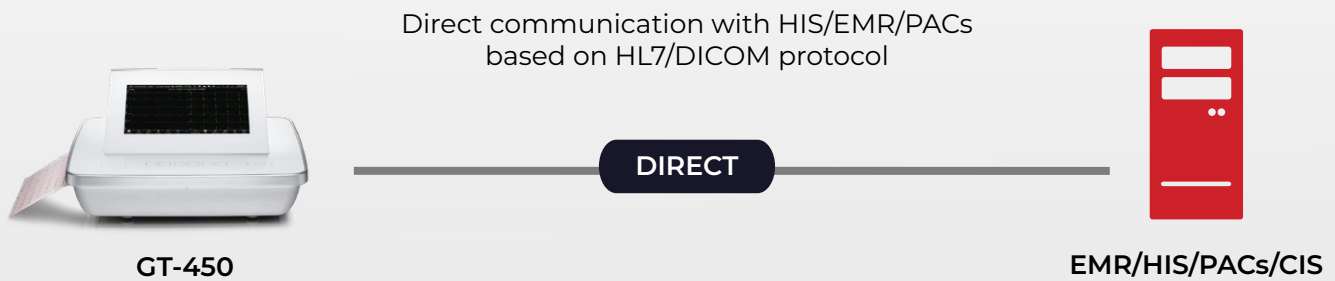 Direct communication with HIS/EMR/PACs
based on HL7/DICOM protocol
DIRECT
GT-450
EMR/HIS/PACs/CIS